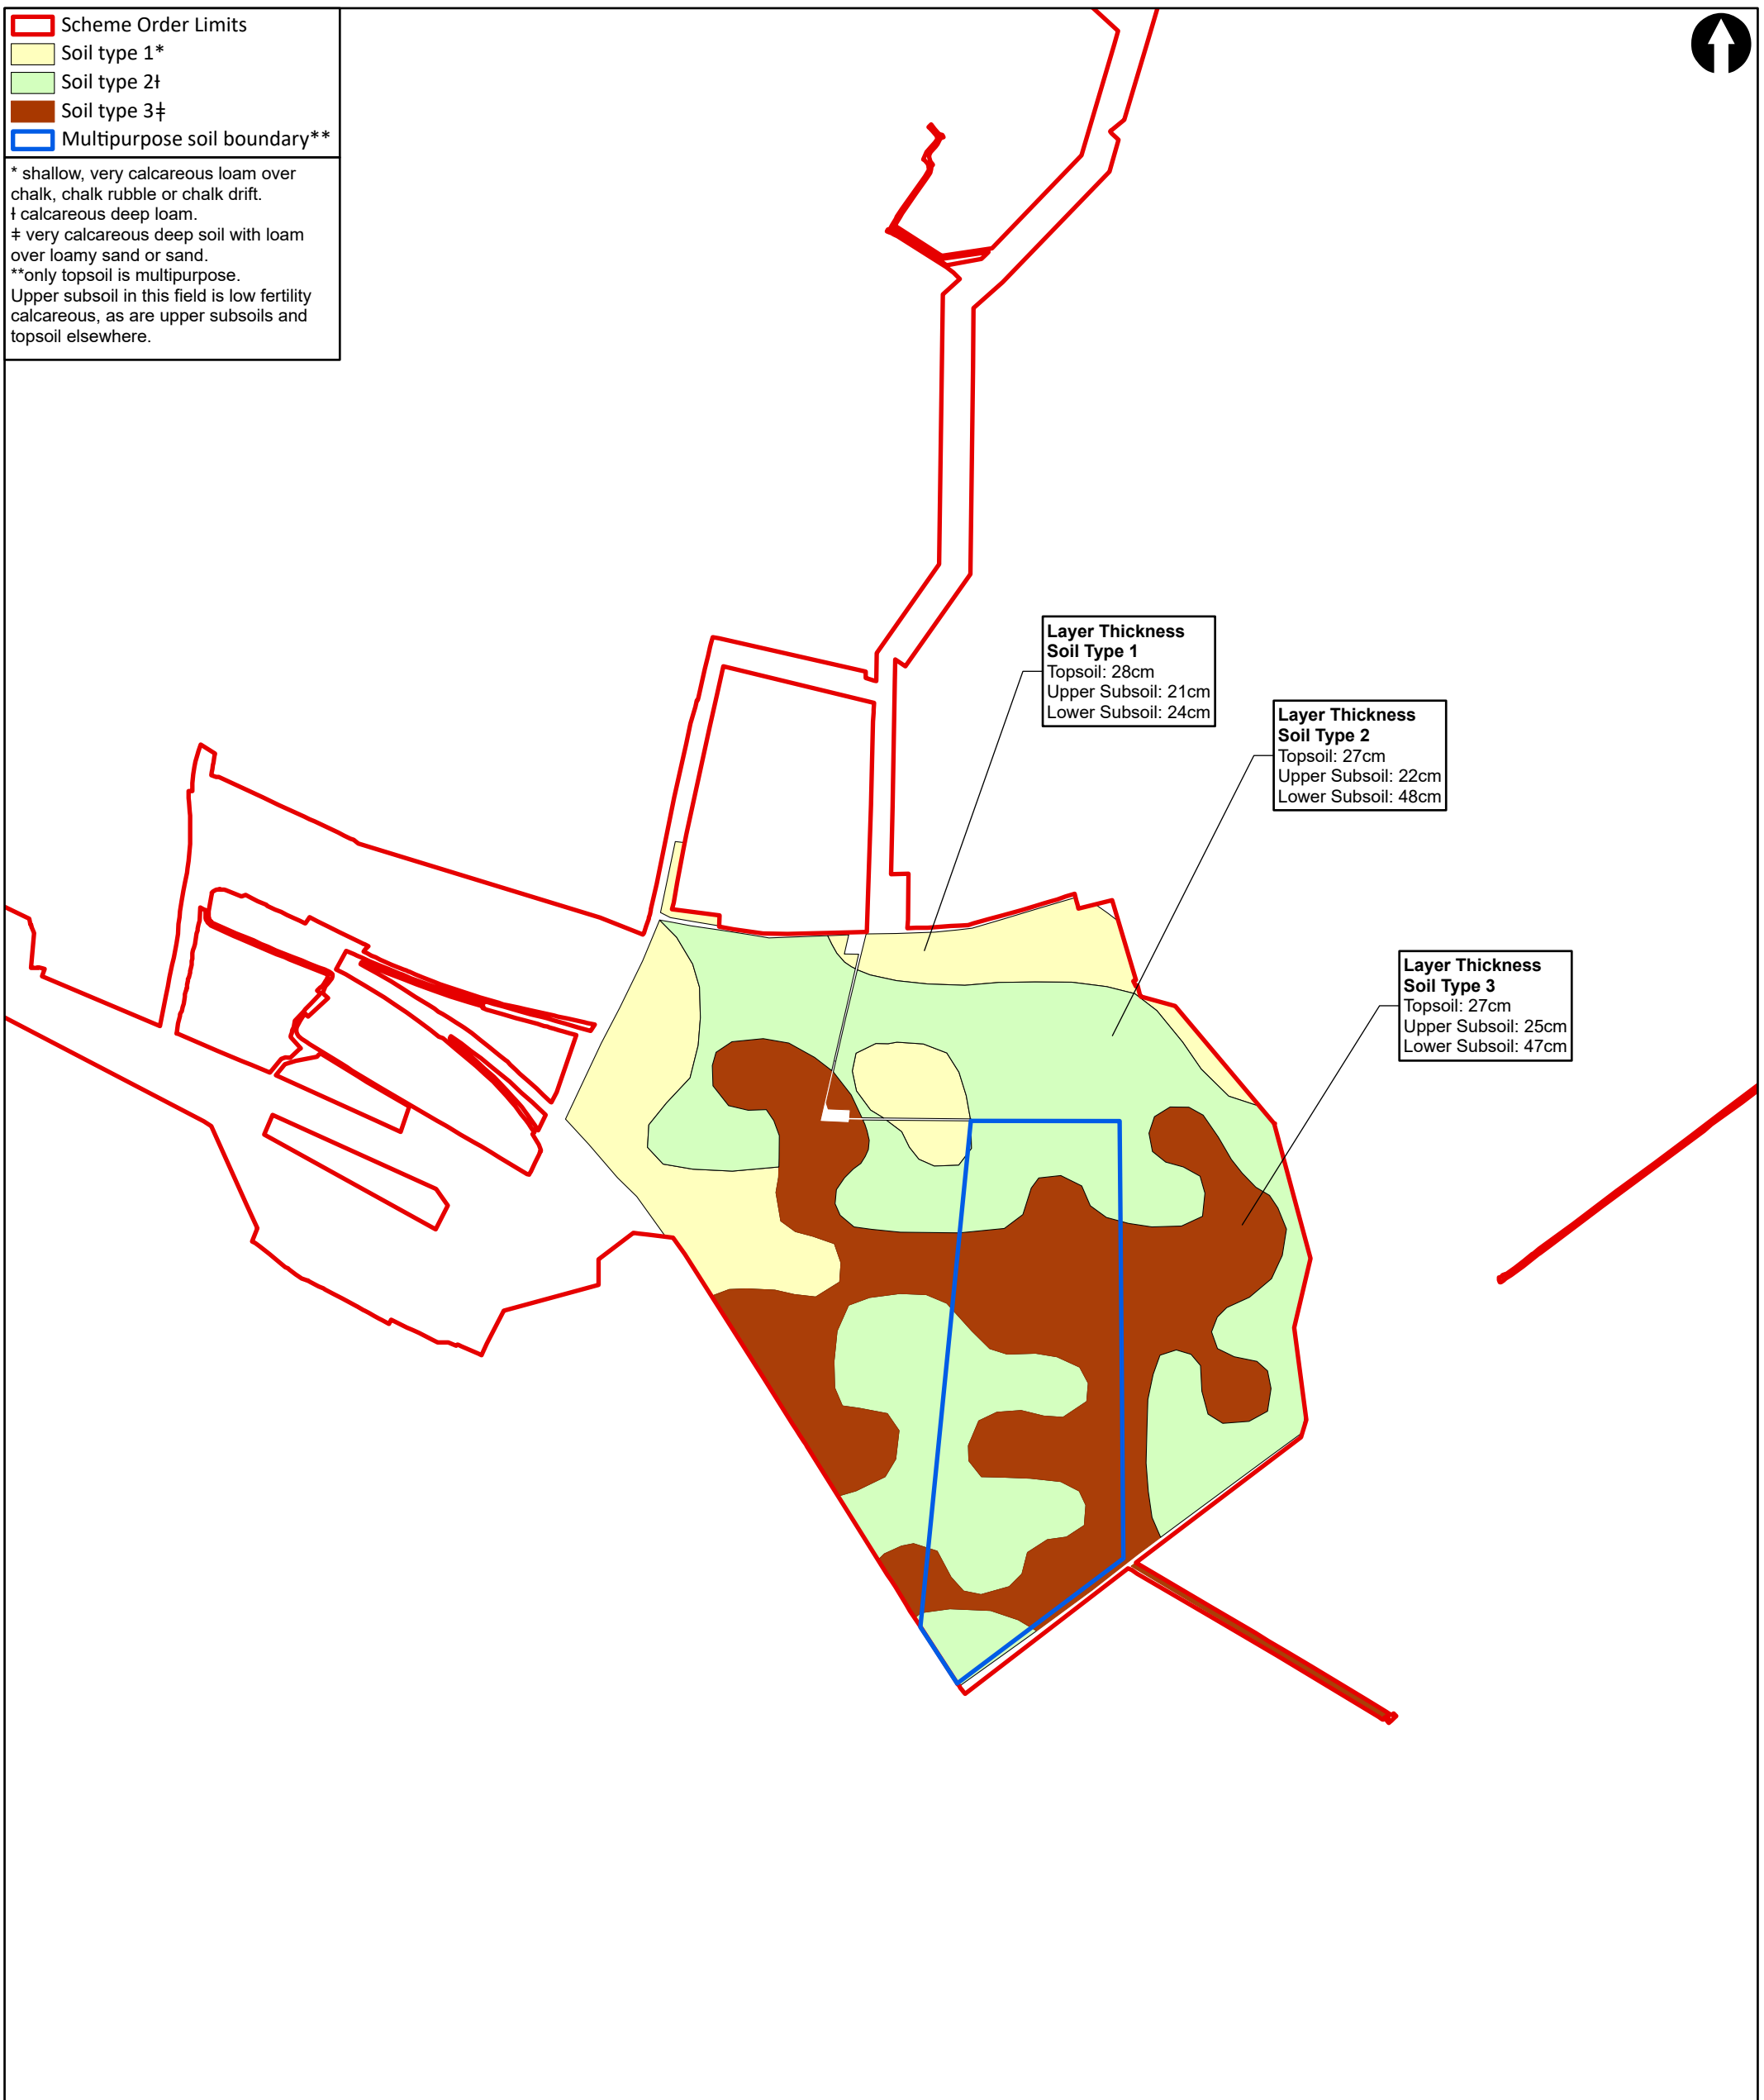 Scheme Order Limits
Soil type 1*
Soil type 2ƚ
Soil type 3ǂ
Multipurpose soil boundary**
* shallow, very calcareous loam over
chalk, chalk rubble or chalk drift.
ƚ calcareous deep loam.
ǂ very calcareous deep soil with loam
over loamy sand or sand.
**only topsoil is multipurpose.
Upper subsoil in this field is low fertility
calcareous, as are upper subsoils and
topsoil elsewhere.
Layer Thickness
Soil Type 1
Topsoil: 28cm
Upper Subsoil: 21cm
Lower Subsoil: 24cm
Layer Thickness
Soil Type 2
Topsoil: 27cm
Upper Subsoil: 22cm
Lower Subsoil: 48cm
Layer Thickness
Soil Type 3
Topsoil: 27cm
Upper Subsoil: 25cm
Lower Subsoil: 47cm